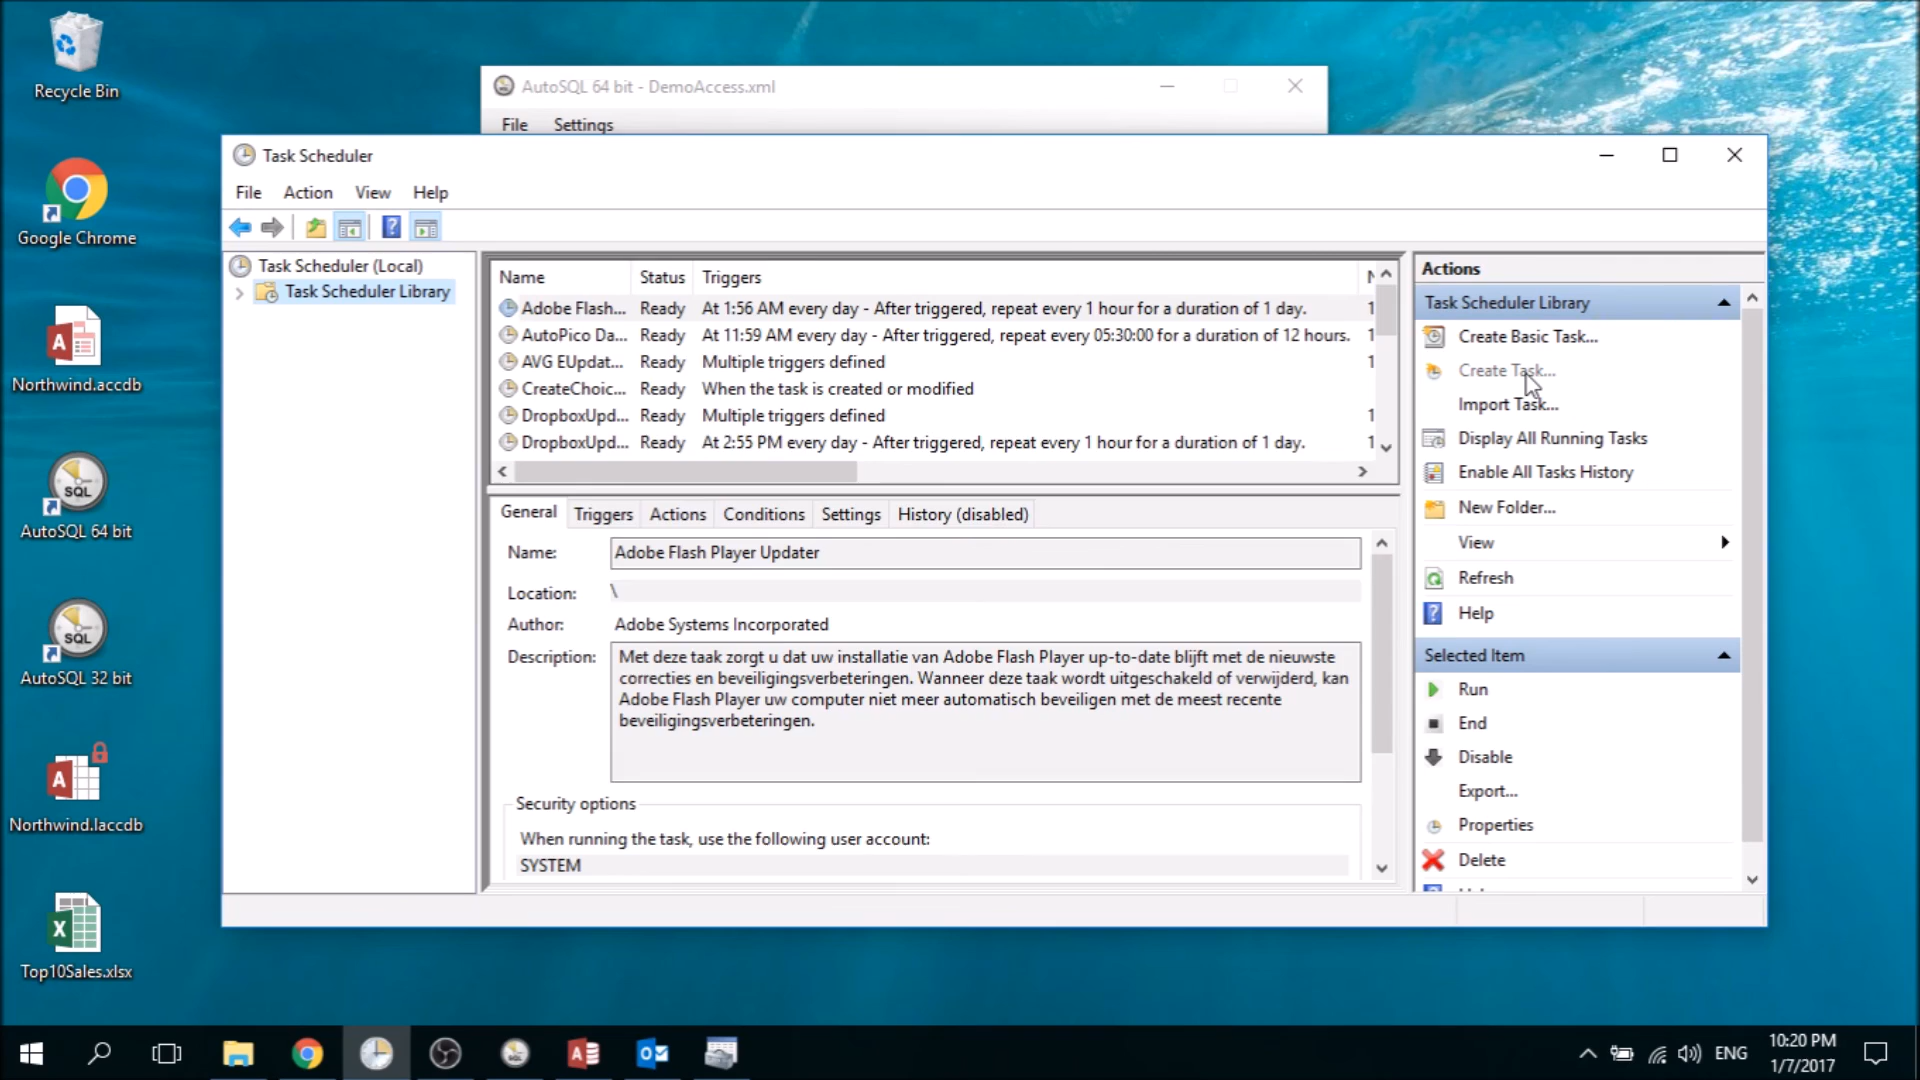 Recycle Bin
Google Chrome
Northwind.accdb
SQL
AutoSQL 64 bit
SQL
AutoSQL 32 bit
Northwind.laccdb
Top10Sales.xlsx
AutoSQL 64 bit - DemoAccess.xml
File Settings
Task Scheduler
File Action View Help
Task Scheduler (Local)
Task Scheduler Library
Name Status Triggers
Adobe Flash... Ready At 1:56 AM every day - After triggered, repeat every 1 hour for a duration of 1 day. 1
AutoPico Da... Ready At 11:59 AM every day - After triggered, repeat every 05:30:00 for a duration of 12 hours. 1
AVG EUpdat... Ready Multiple triggers defined 1
CreateChoic... Ready When the task is created or modified
DropboxUpd... Ready Multiple triggers defined 1
DropboxUpd... Ready At 2:55 PM every day - After triggered, repeat every 1 hour for a duration of 1 day. 1
General Triggers Actions Conditions Settings History (disabled)
Name: Adobe Flash Player Updater
Location: \
Author: Adobe Systems Incorporated
Description: Met deze taak zorgt u dat uw installatie van Adobe Flash Player up-to-date blijft met de nieuwste
correcties en beveiligingsverbeteringen. Wanneer deze taak wordt uitgeschakeld of verwijderd, kan
Adobe Flash Player uw computer niet meer automatisch beveiligen met de meest recente
beveiligingsverbeteringen.
Security options
When running the task, use the following user account:
SYSTEM
Actions
Task Scheduler Library
Create Basic Task...
Create Task...
Import Task...
Display All Running Tasks
Enable All Tasks History
New Folder...
View
Refresh
Help
Selected Item
Run
End
Disable
Export...
Properties
Delete
ENG
10:20 PM
1/7/2017